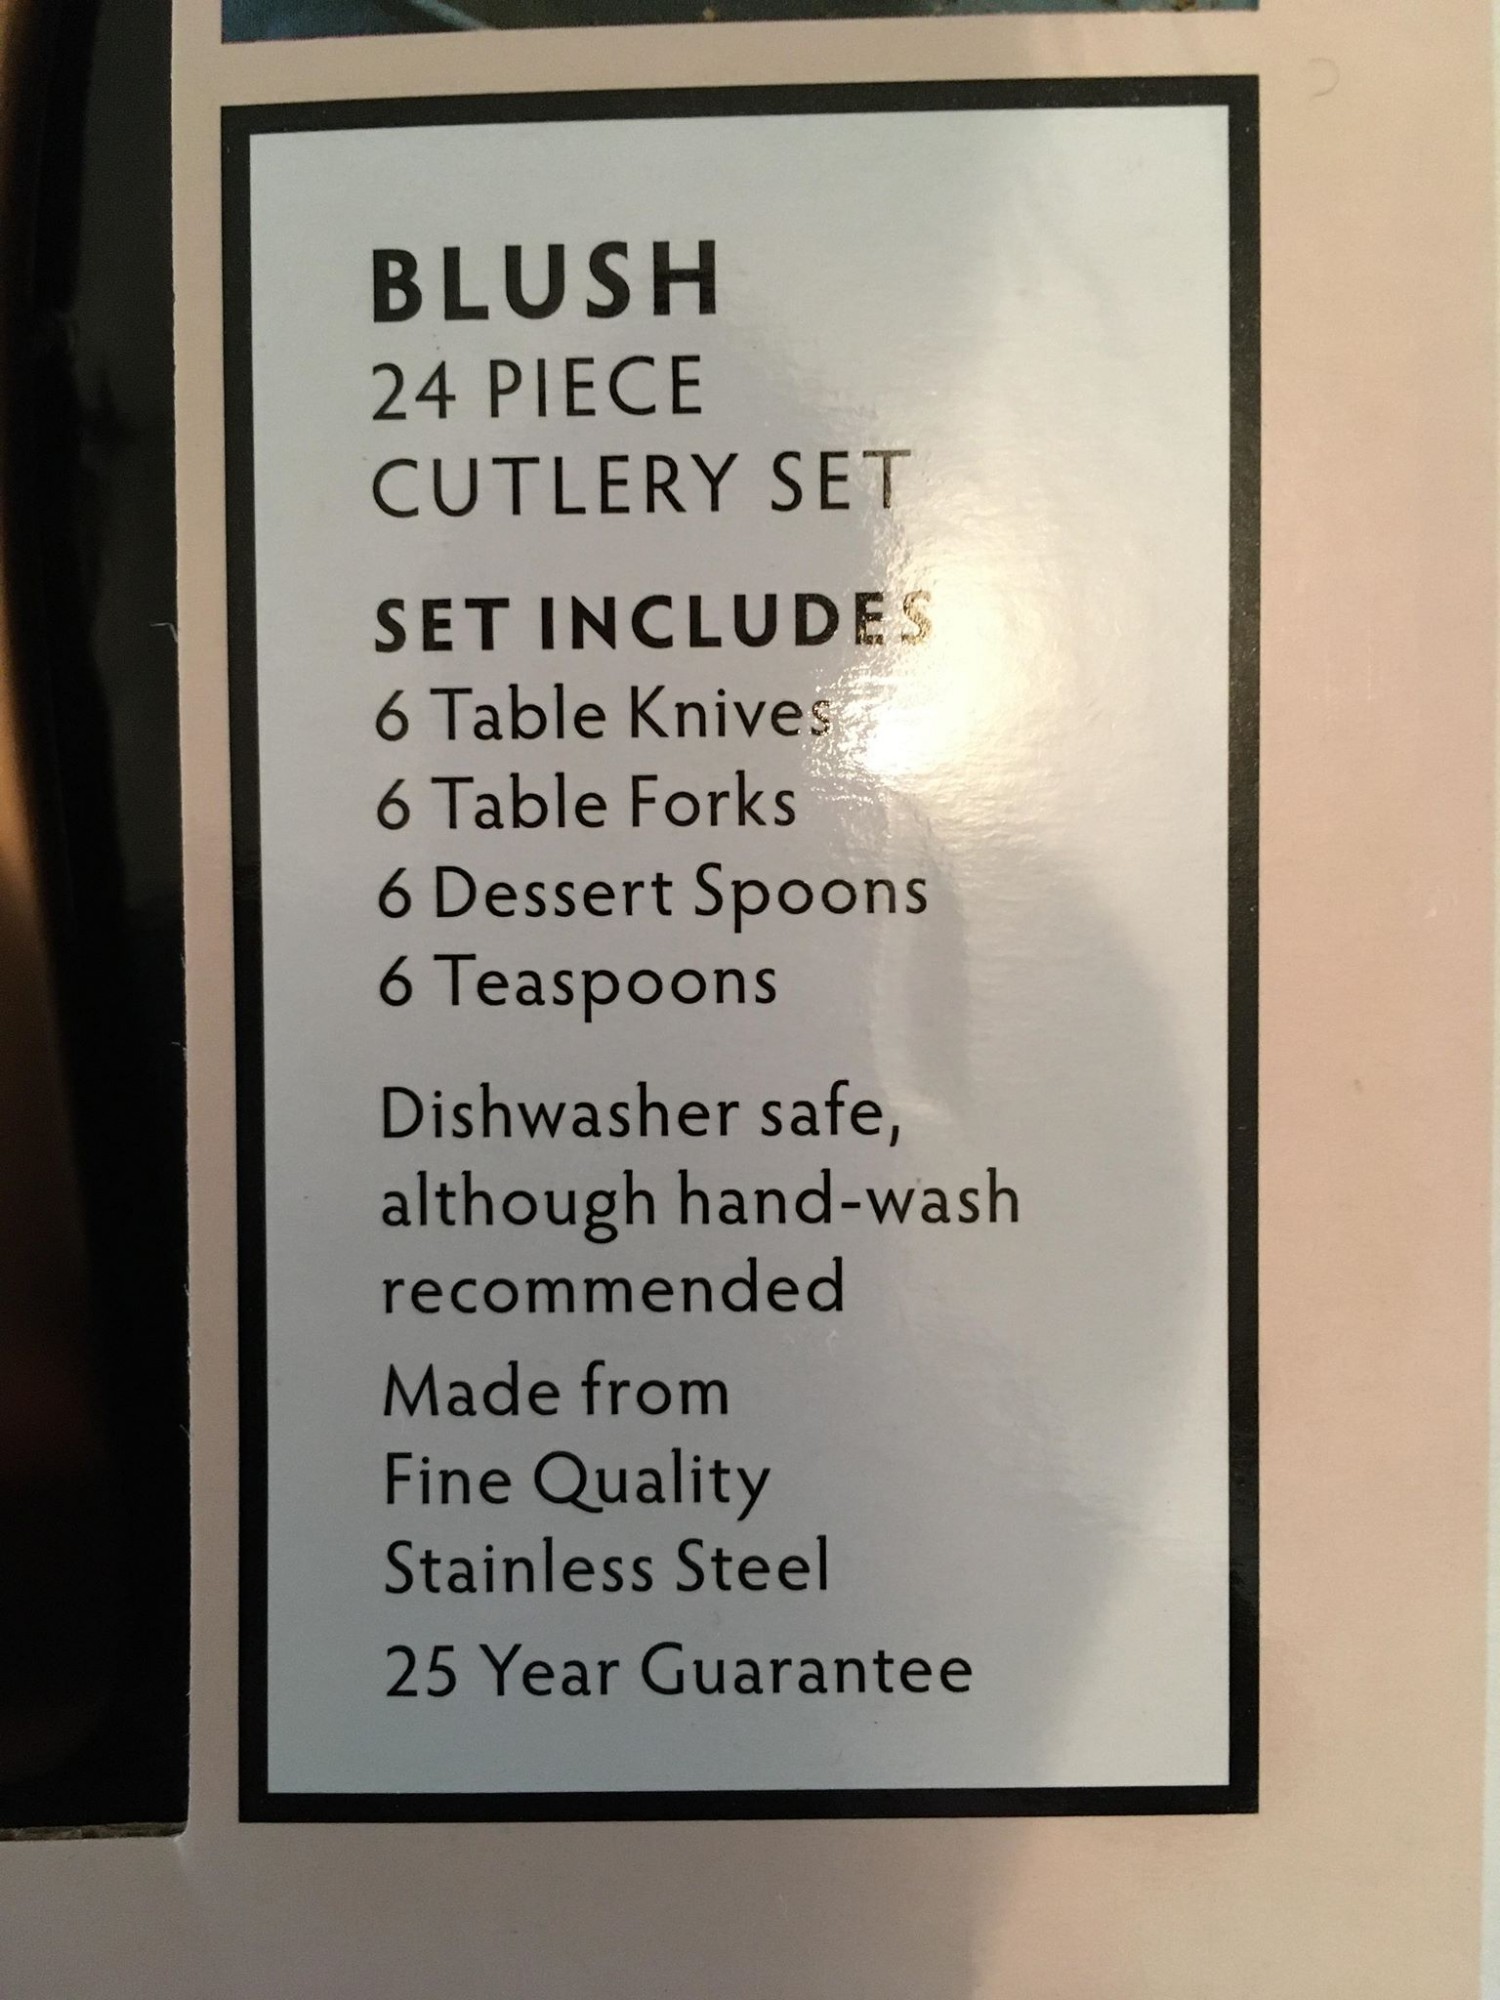 BLUSH
24 PIECE
CUTLERY SET
SET INCLUDES
6 Table Knives
6 Table Forks
6 Dessert Spoons
6 Teaspoons
Dishwasher safe,
although hand-wash
recommended
Made from
Fine Quality
Stainless Steel
25 Year Guarantee